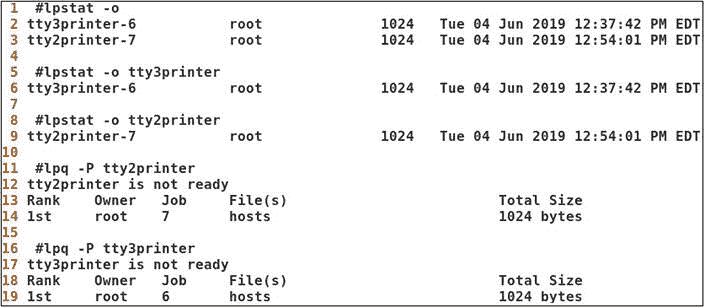 1 #lpstat -o
2 tty3printer-6 root 1024 Tue 04 Jun 2019 12:37:42 PM EDT
3 tty2printer-7 root 1024 Tue 04 Jun 2019 12:54:01 PM EDT
4
5 #lpstat -o tty3printer
6 tty3printer-6 root 1024 Tue 04 Jun 2019 12:37:42 PM EDT
7
8 #lpstat -o tty2printer
9 tty2printer-7 root 1024 Tue 04 Jun 2019 12:54:01 PM EDT
10
11 #lpq -P tty2printer
12 tty2printer is not ready
13 Rank Owner Job File(s) Total Size
14 1st root 7 hosts 1024 bytes
15
16 #lpq -P tty3printer
17 tty3printer is not ready
18 Rank Owner Job File(s) Total Size
19 1st root 6 hosts 1024 bytes